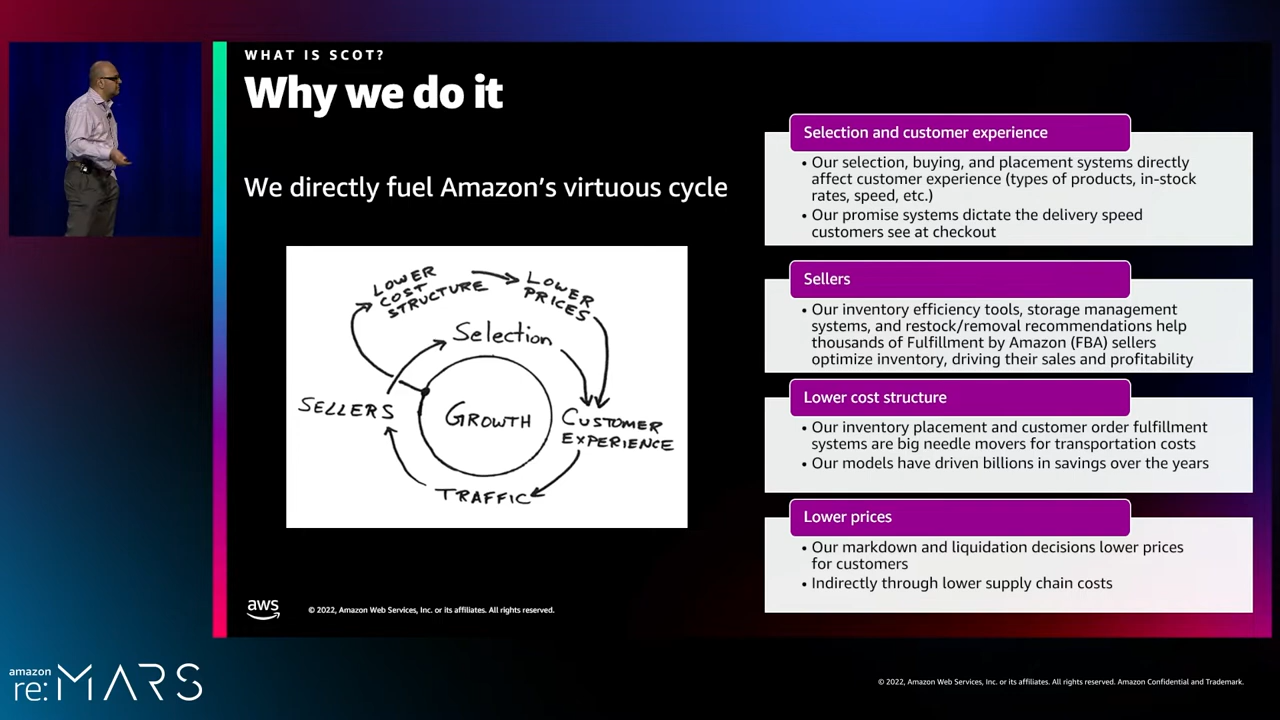 WHAT IS SCOT?
Why we do it
We directly fuel Amazon's virtuous cycle
LOWER
COST
STRUCTURE
LOWER
PRICES
Selection
SELLERS
GROWTH
CUSTOMER
EXPERIENCE
TRAFFIC
Selection and customer experience
• Our selection, buying, and placement systems directly
affect customer experience (types of products, in-stock
rates, speed, etc.)
• Our promise systems dictate the delivery speed
customers see at checkout
Sellers
• Our inventory efficiency tools, storage management
systems, and restock/removal recommendations help
thousands of Fulfillment by Amazon (FBA) sellers
optimize inventory, driving their sales and profitability
Lower cost structure
• Our inventory placement and customer order fulfillment
systems are big needle movers for transportation costs
• Our models have driven billions in savings over the years
Lower prices
• Our markdown and liquidation decisions lower prices
for customers
• Indirectly through lower supply chain costs
aws
© 2022, Amazon Web Services, Inc. or its affiliates. All rights reserved.
amazon
re:MARS
© 2022, Amazon Web Services, Inc. or its affiliates. All rights reserved. Amazon Confidential and Trademark.